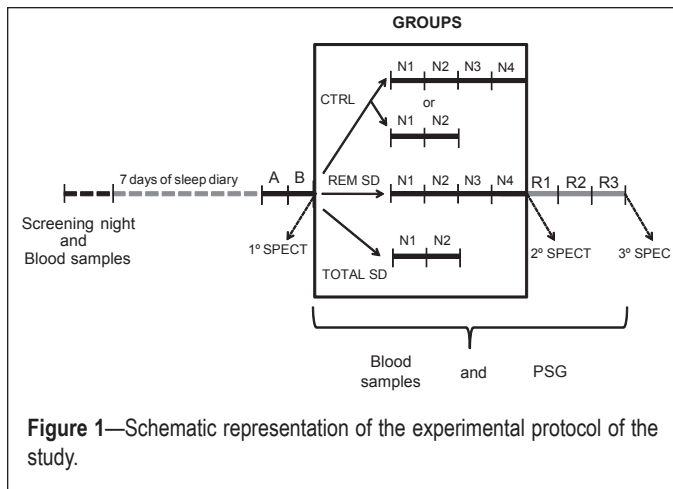 GROUPS
N1 N2 N3 N4
CTRL
or
N1 N2
7 days of sleep diary
A B
REM SD
N1 N2 N3 N4
R1 R2 R3
Screening night
and
Blood samples
1º SPECT
N1 N2
TOTAL SD
2º SPECT
3º SPEC
Blood
samples
and
PSG
Figure 1—Schematic representation of the experimental protocol of the
study.